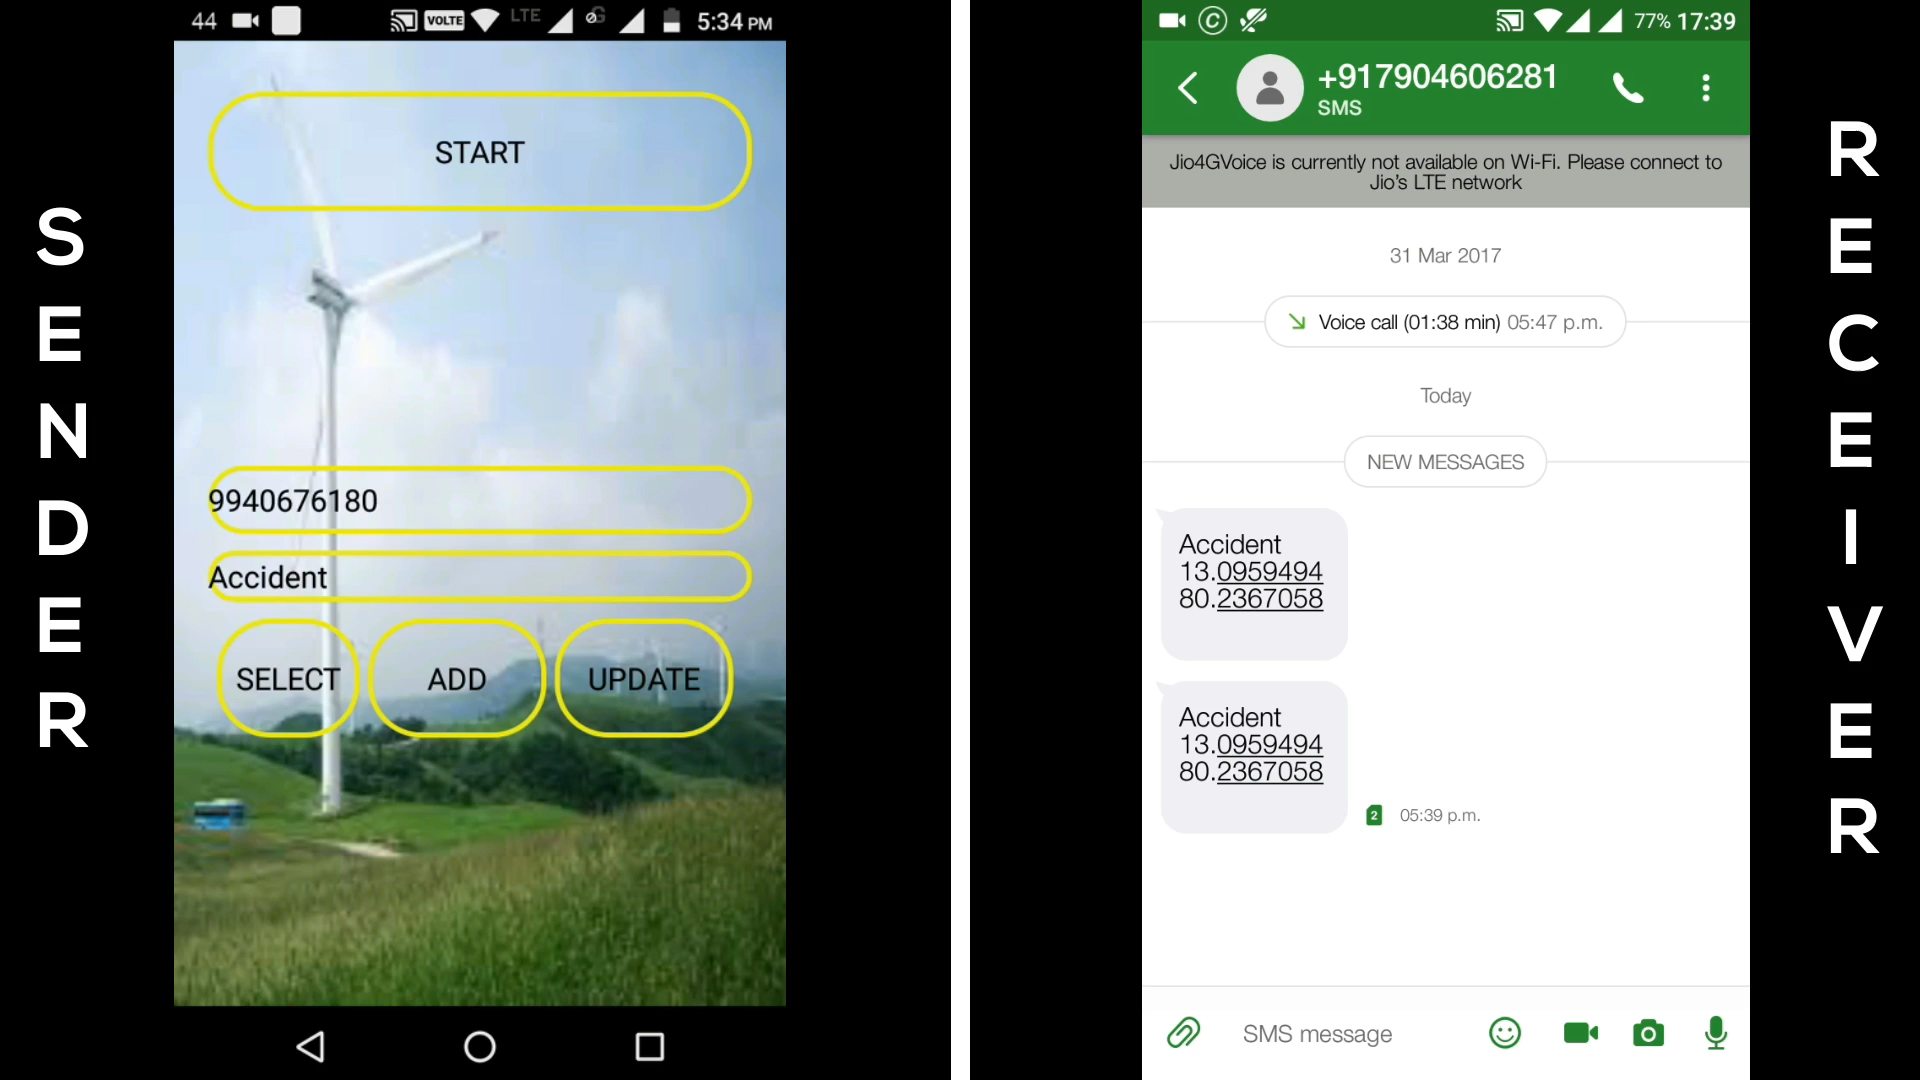 SENDER
44
VOLTE
LTE
G
5:34 PM
START
9940676180
Accident
SELECT
ADD
UPDATE
C
77% 17:39
+917904606281
SMS
Jio4GVoice is currently not available on Wi-Fi. Please connect to
Jio's LTE network
31 Mar 2017
Voice call (01:38 min) 05:47 p.m.
Today
NEW MESSAGES
Accident
13.0959494
80.2367058
Accident
13.0959494
80.2367058
2 05:39 p.m.
SMS message
RECEIVER